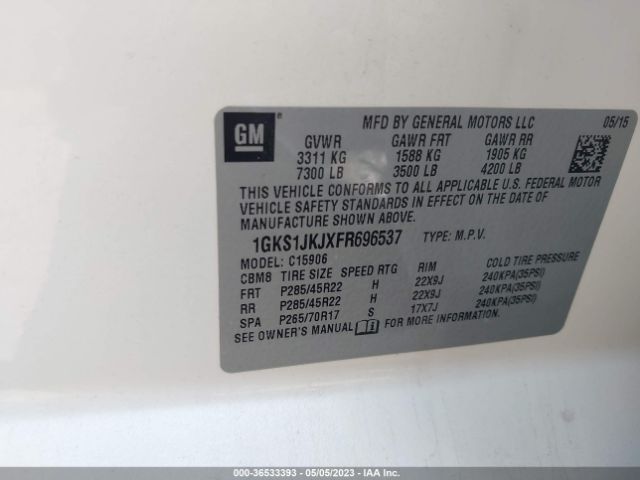 GM
MFD BY GENERAL MOTORS LLC 05/15
GVWR GAWR FRT GAWR RR
3311 KG 1588 KG 1905 KG
7300 LB 3500 LB 4200 LB
THIS VEHICLE CONFORMS TO ALL APPLICABLE U.S. FEDERAL MOTOR
VEHICLE SAFETY STANDARDS IN EFFECT ON THE DATE OF
MANUFACTURE SHOWN ABOVE.
1GKS1JKJXFR696537 TYPE: M.P.V.
MODEL: C15906
CBM8 TIRE SIZE SPEED RTG RIM COLD TIRE PRESSURE
FRT P285/45R22 H 22X9J 240KPA(35PSI)
RR P285/45R22 H 22X9J 240KPA(35PSI)
SPA P265/70R17 S 17X7J 240KPA(35PSI)
SEE OWNER'S MANUAL FOR MORE INFORMATION.
000-36533393 - 05/05/2023 - IAA Inc.